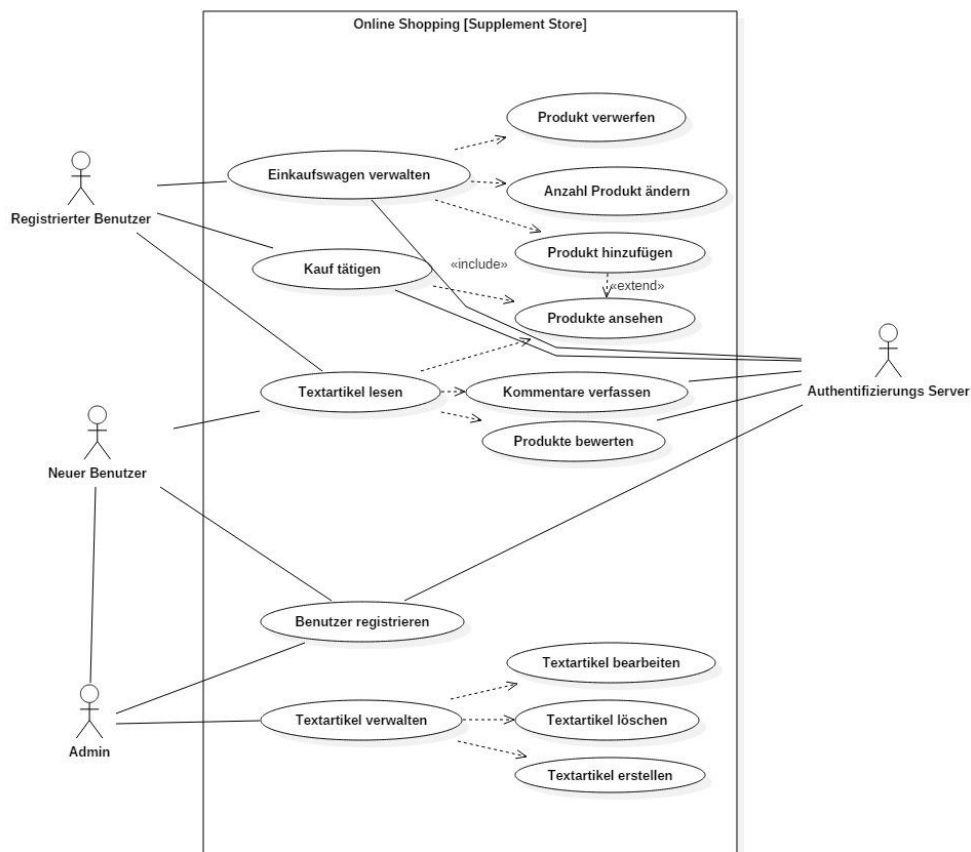 Online Shopping [Supplement Store]
Produkt verwerfen
Einkaufswagen verwalten
Anzahl Produkt ändern
Registrierter Benutzer
Produkt hinzufügen
Kauf tätigen
«include»
«extend»
Produkte ansehen
Textartikel lesen
Kommentare verfassen
Authentifizierungs Server
Produkte bewerten
Neuer Benutzer
Benutzer registrieren
Textartikel bearbeiten
Textartikel verwalten
Textartikel löschen
Admin
Textartikel erstellen